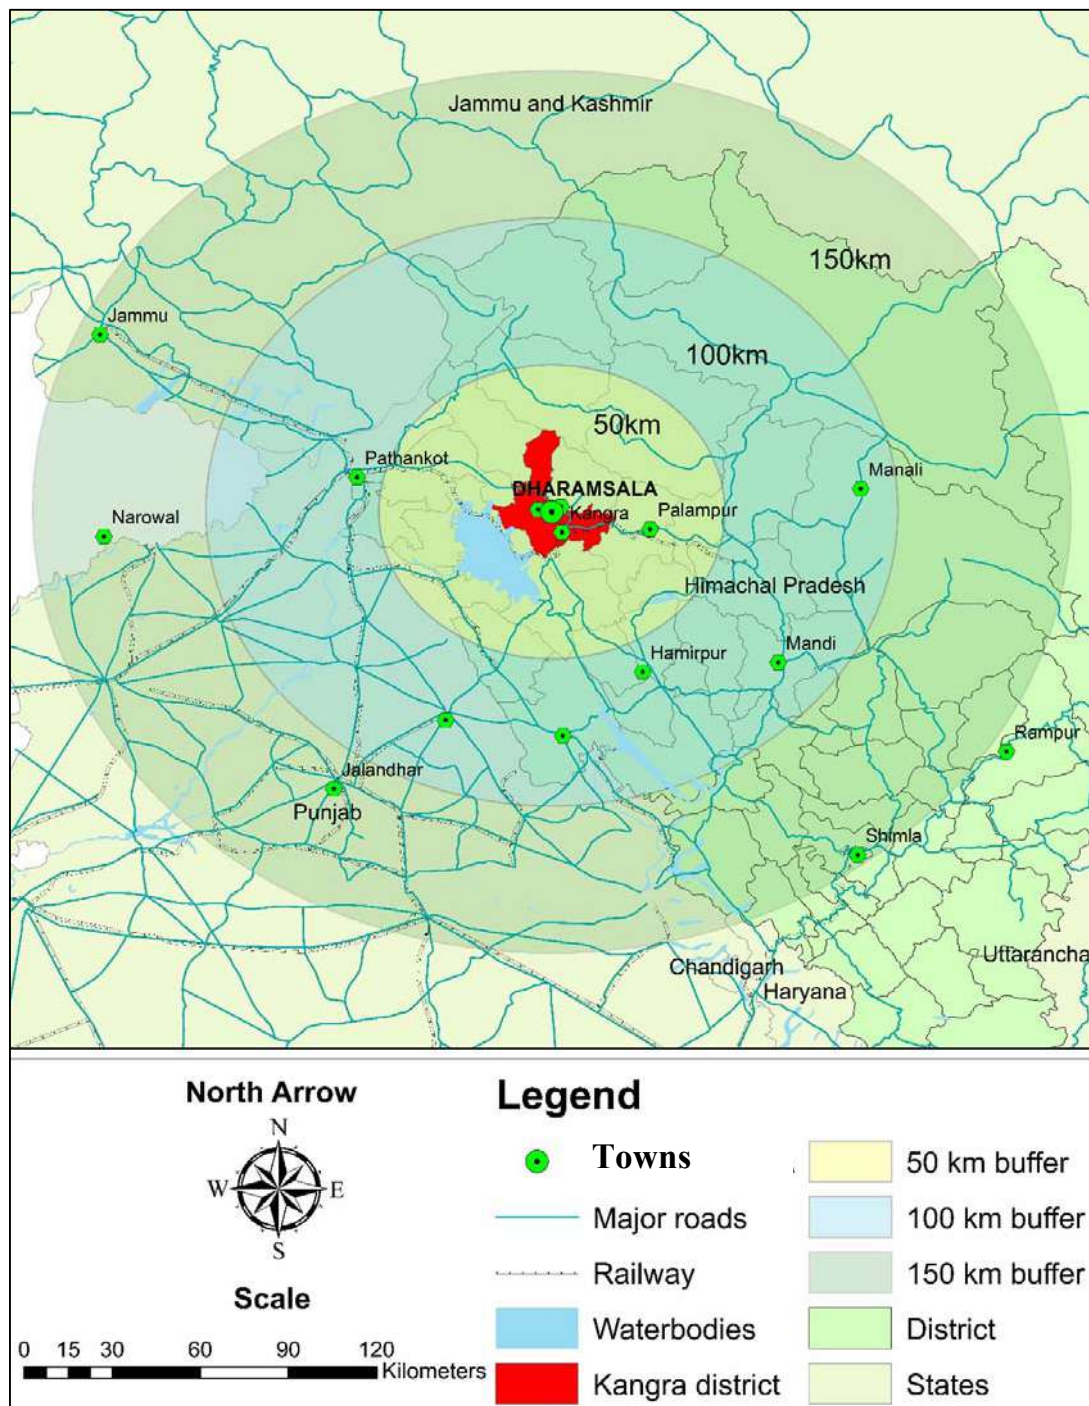 Jammu and Kashmir
150km
Jammu
100km
50km
Pathankot
Manali
DHARAMSALA
Narowal
Kangra
Palampur
Himachal Pradesh
Hamirpur
Mandi
Rampur
Jalandhar
Punjab
Shimla
Uttarancha
Chandigarh
Haryana
North Arrow
N
W
E
S
Scale
0 15 30 60 90 120
Kilometers
Legend
Towns
Major roads
Railway
Waterbodies
Kangra district
50 km buffer
100 km buffer
150 km buffer
District
States